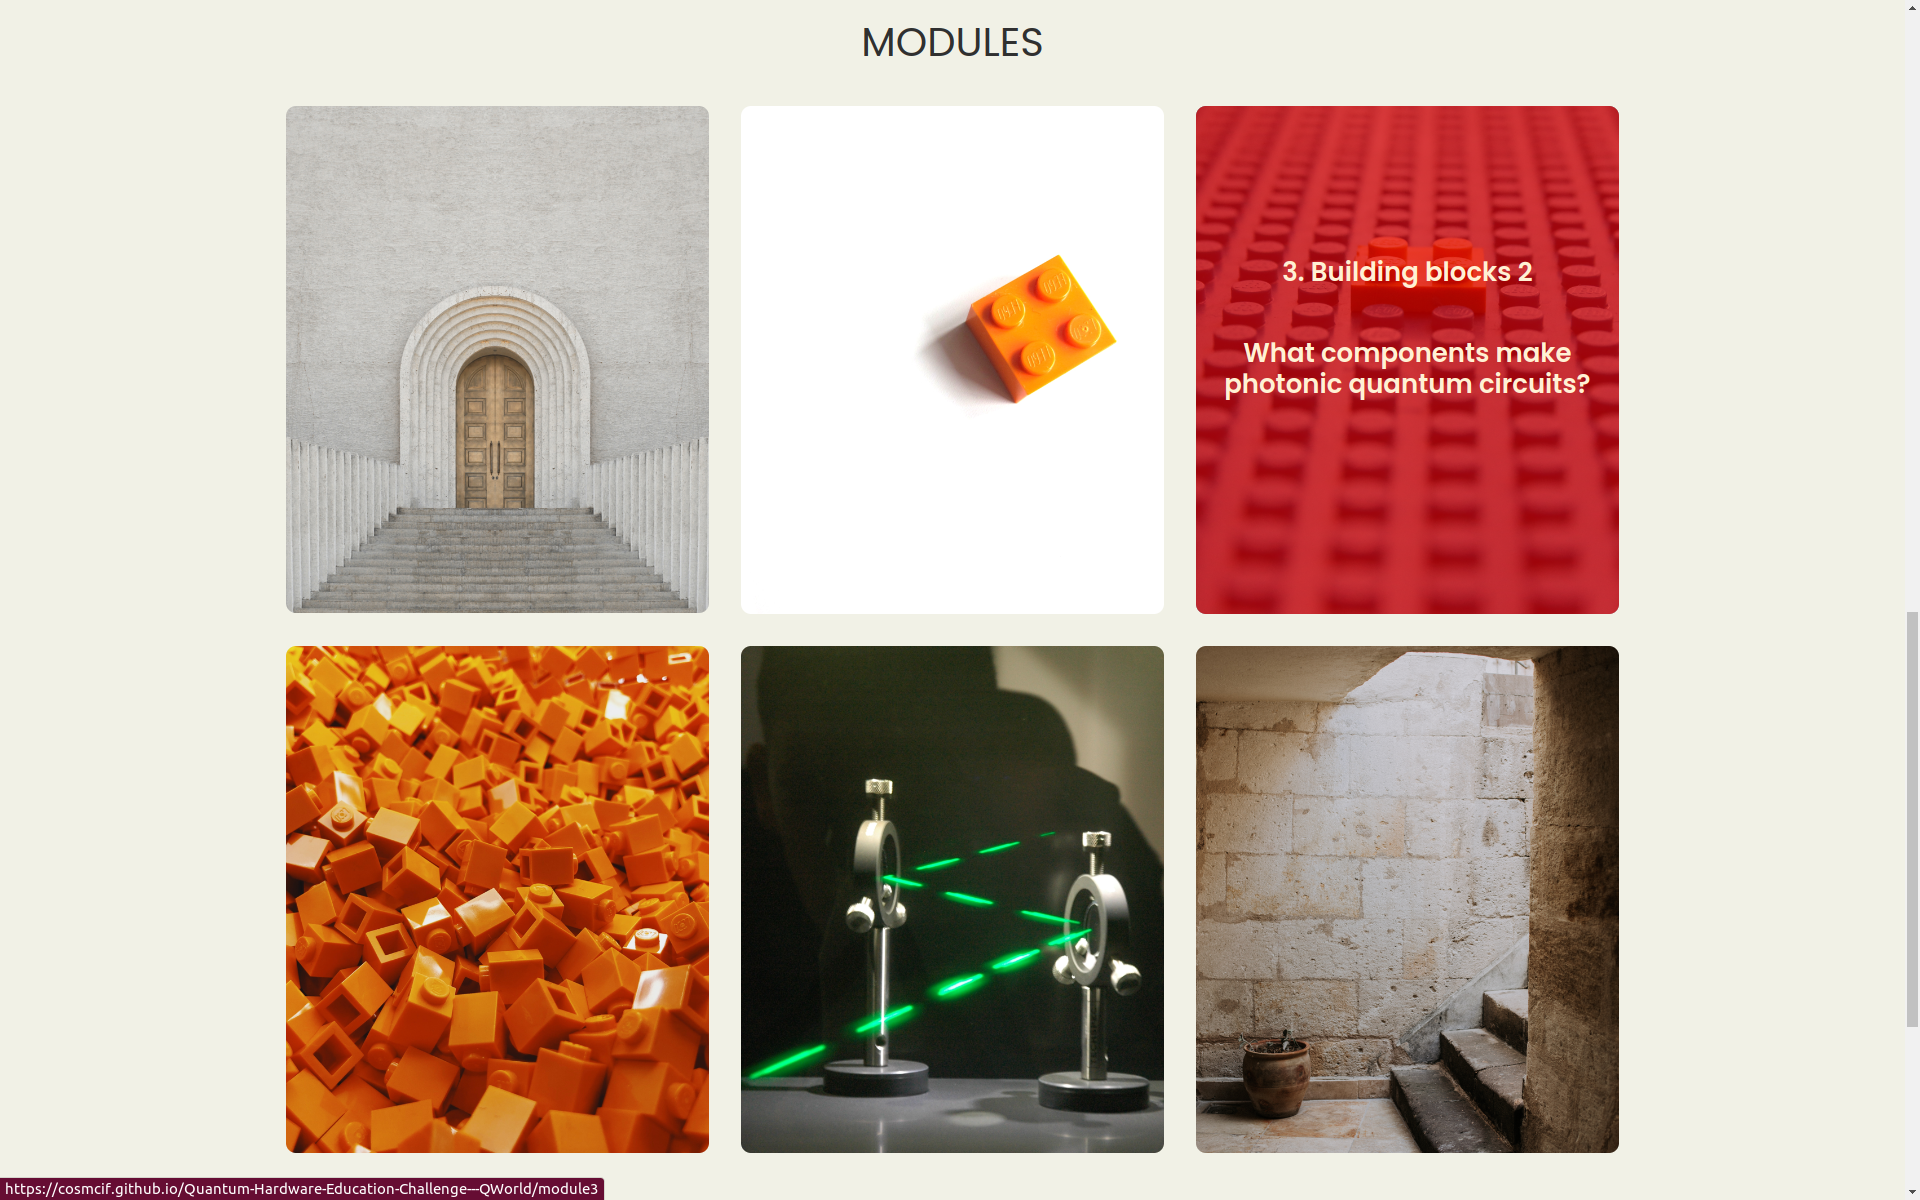 MODULES
3. Building blocks 2
What components make
photonic quantum circuits?
https://cosmcif.github.io/Quantum-Hardware-Education-Challenge---QWorld/module3